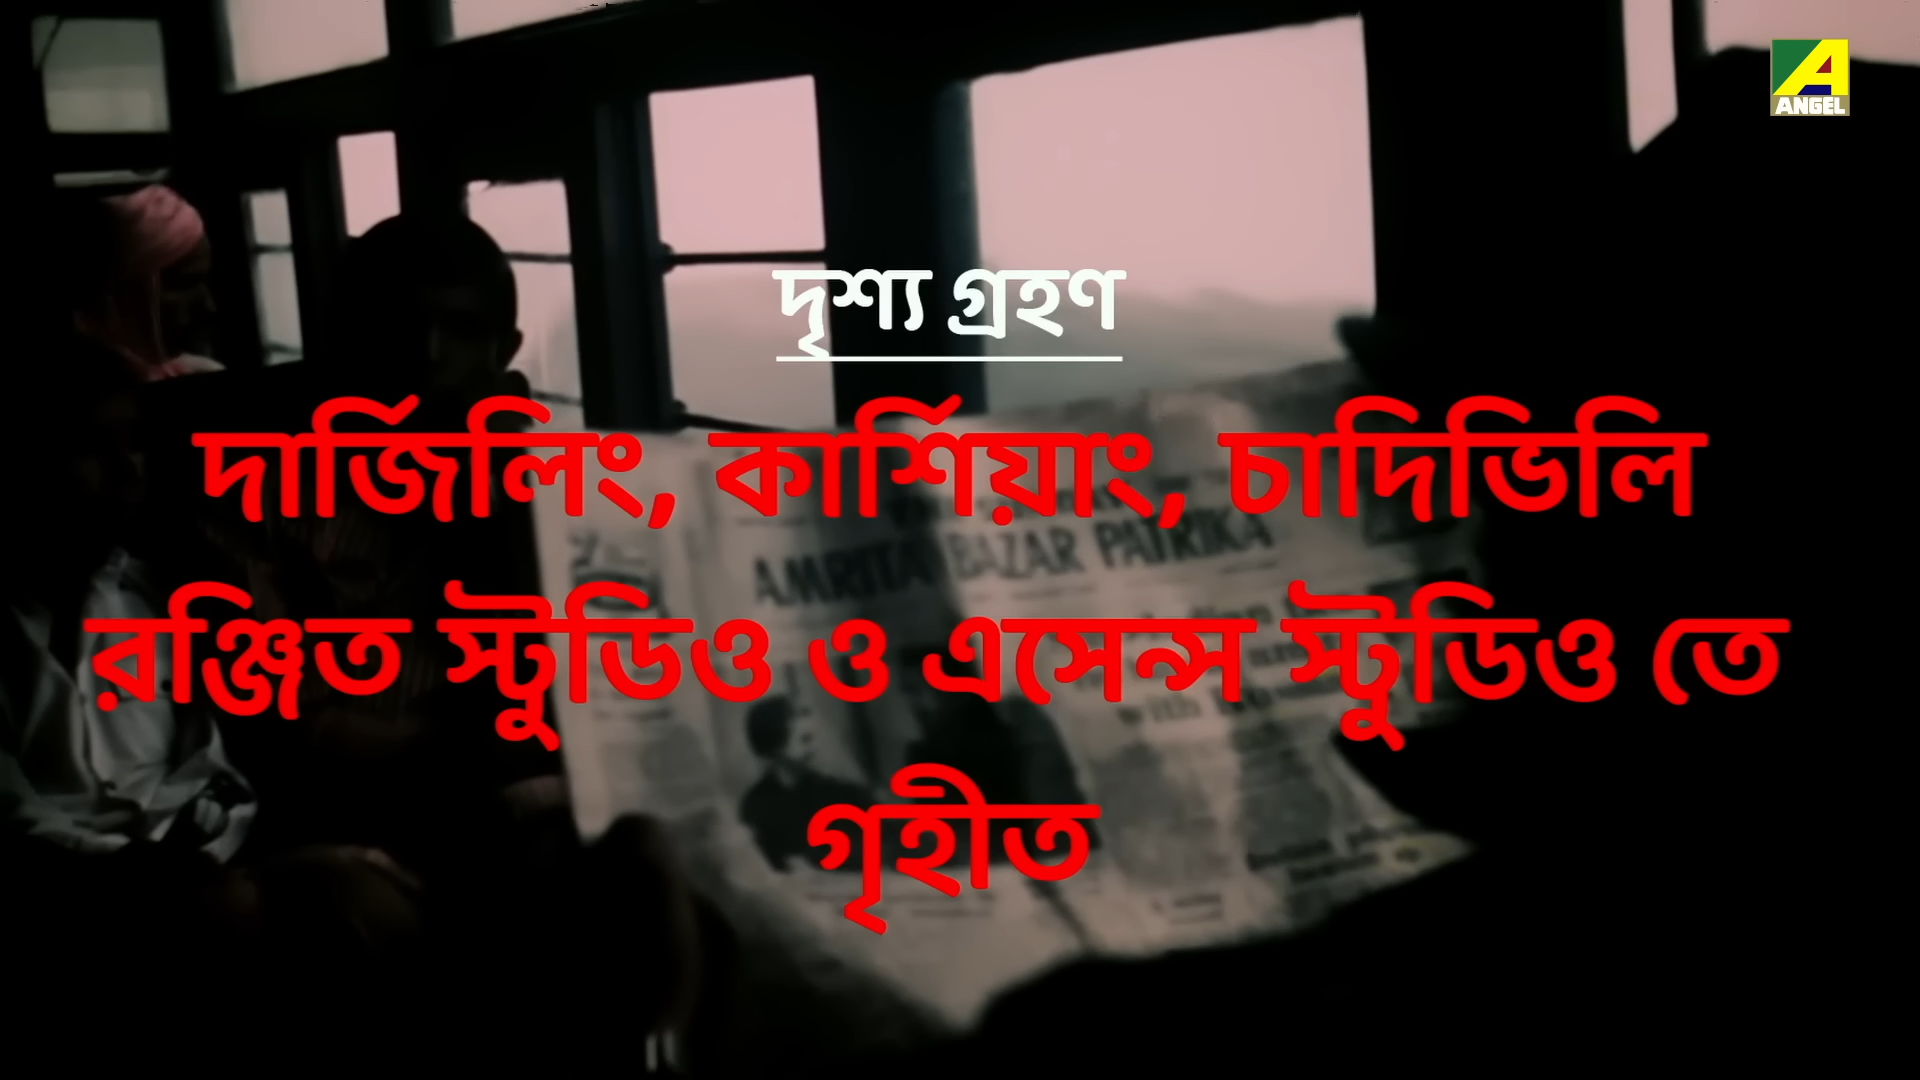 ANGEL
দৃশ্য গ্রহণ
দার্জিলিং, কার্শিয়াং, চাদিভিলি
রঞ্জিত স্টুডিও ও এসেন্স স্টুডিও তে
গৃহীত
AMRITA BAZAR PATRIKA